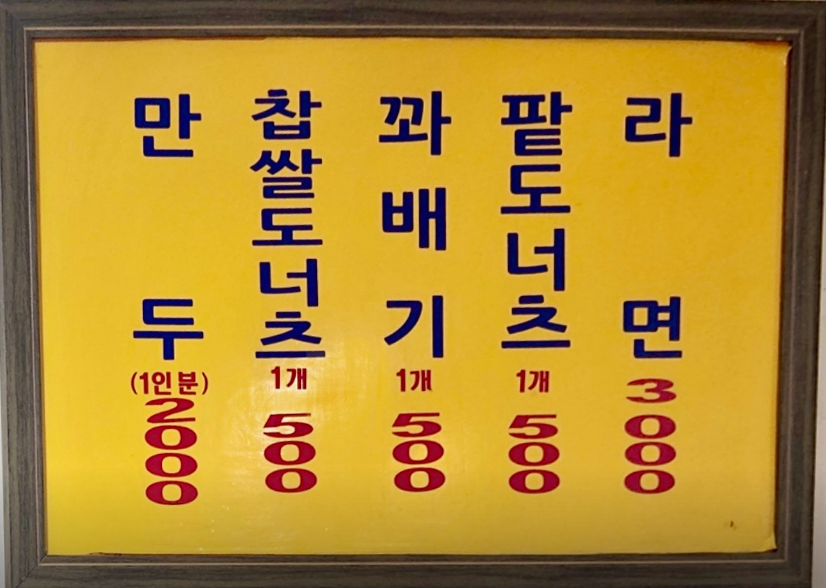 만두
(1인분)
2000
찹쌀도너츠
1개
500
꽈배기
1개
500
팥도너츠
1개
500
라면
3000